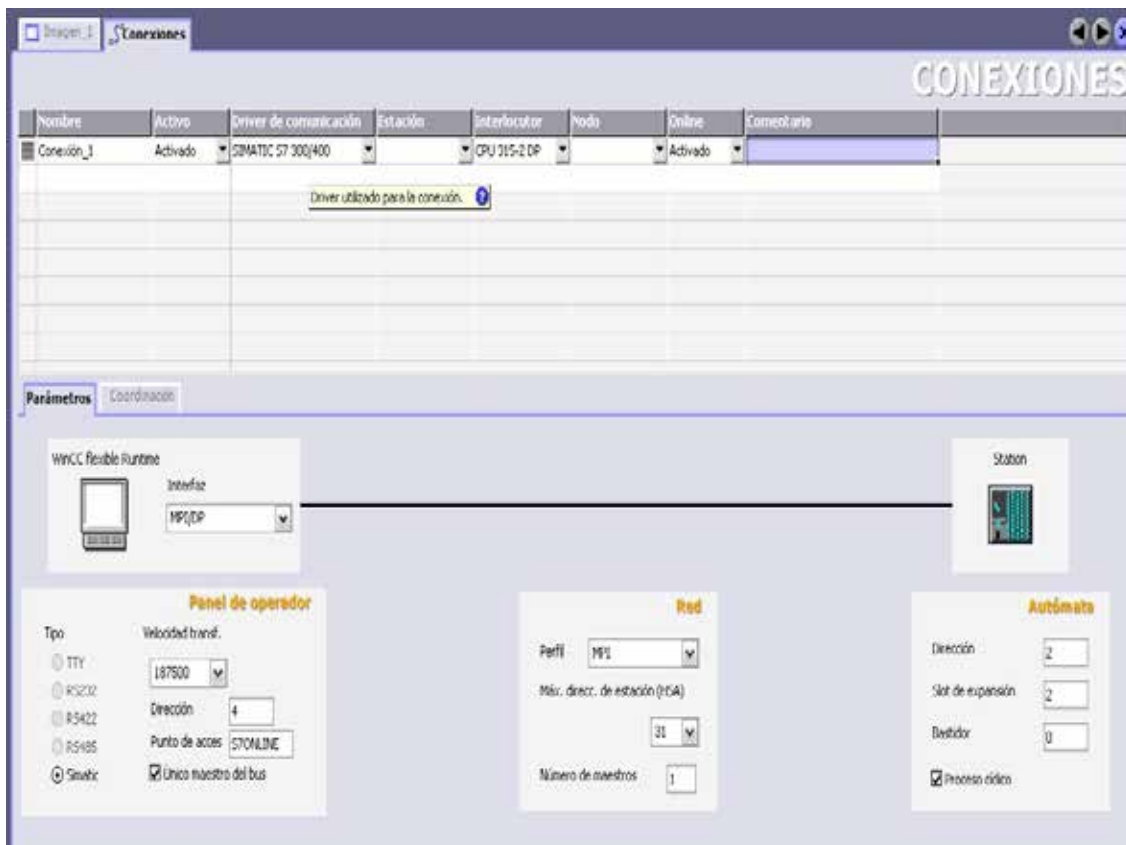 Imagen_1 Conexiones
CONEXIONES
Nombre Activo Driver de comunicación Estación Interlocutor Nodo Online Comentario
Conexión_1 Activado SIMATIC S7 300/400 CPU 315-2 DP Activado
Driver utilizado para la conexión. ?
Parámetros Coordinación
WinCC flexible Runtime
Interfaz
MPI/DP
Station
Panel de operador
Tipo Velocidad transf.
TTY
RS232
RS422
RS485
Simatic
187500
Dirección 4
Punto de acces S7ONLINE
Único maestro del bus
Red
Perfil MPI
Máx. direcc. de estación (HSA)
31
Número de maestros 1
Autómata
Dirección 2
Slot de expansión 2
Bastidor 0
Proceso cíclico